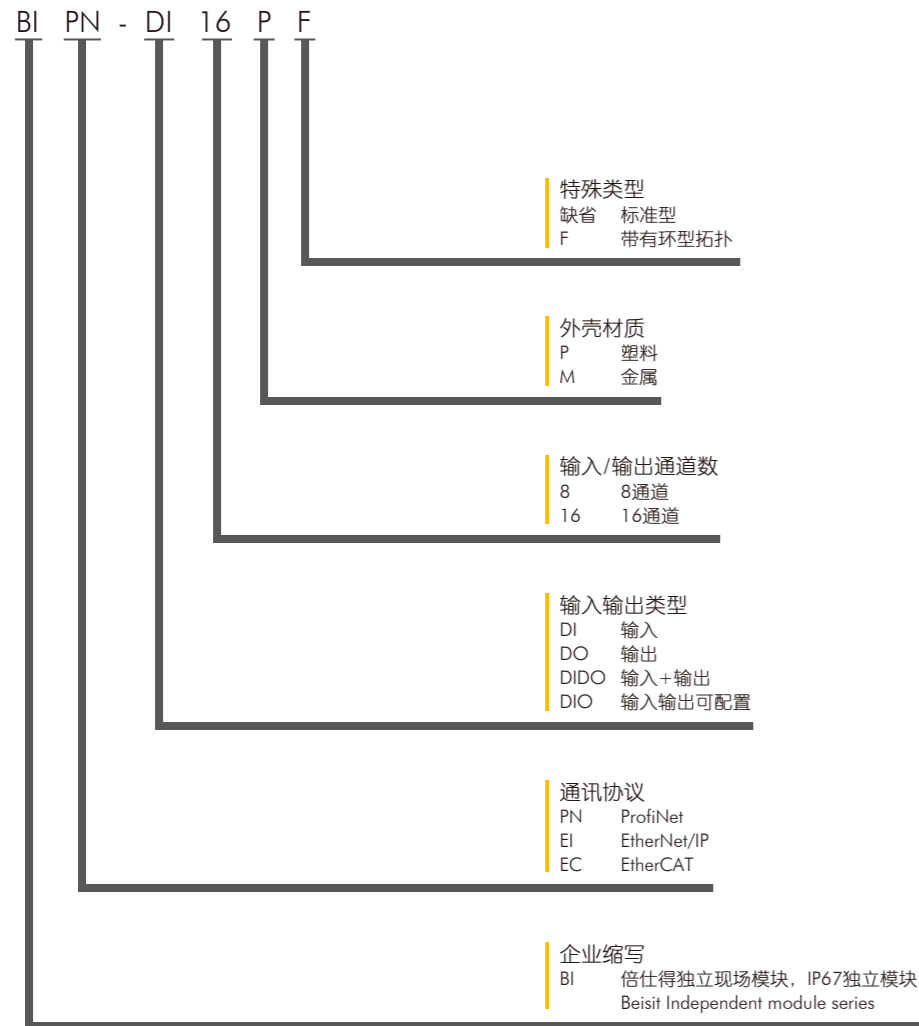 BI PN - DI 16 P F
特殊类型
缺省 标准型
F 带有环型拓扑
外壳材质
P 塑料
M 金属
输入/输出通道数
8 8通道
16 16通道
输入输出类型
DI 输入
DO 输出
DIDO 输入+输出
DIO 输入输出可配置
通讯协议
PN ProfiNet
EI EtherNet/IP
EC EtherCAT
企业缩写
BI 倍仕得独立现场模块，IP67独立模块
Beisit Independent module series